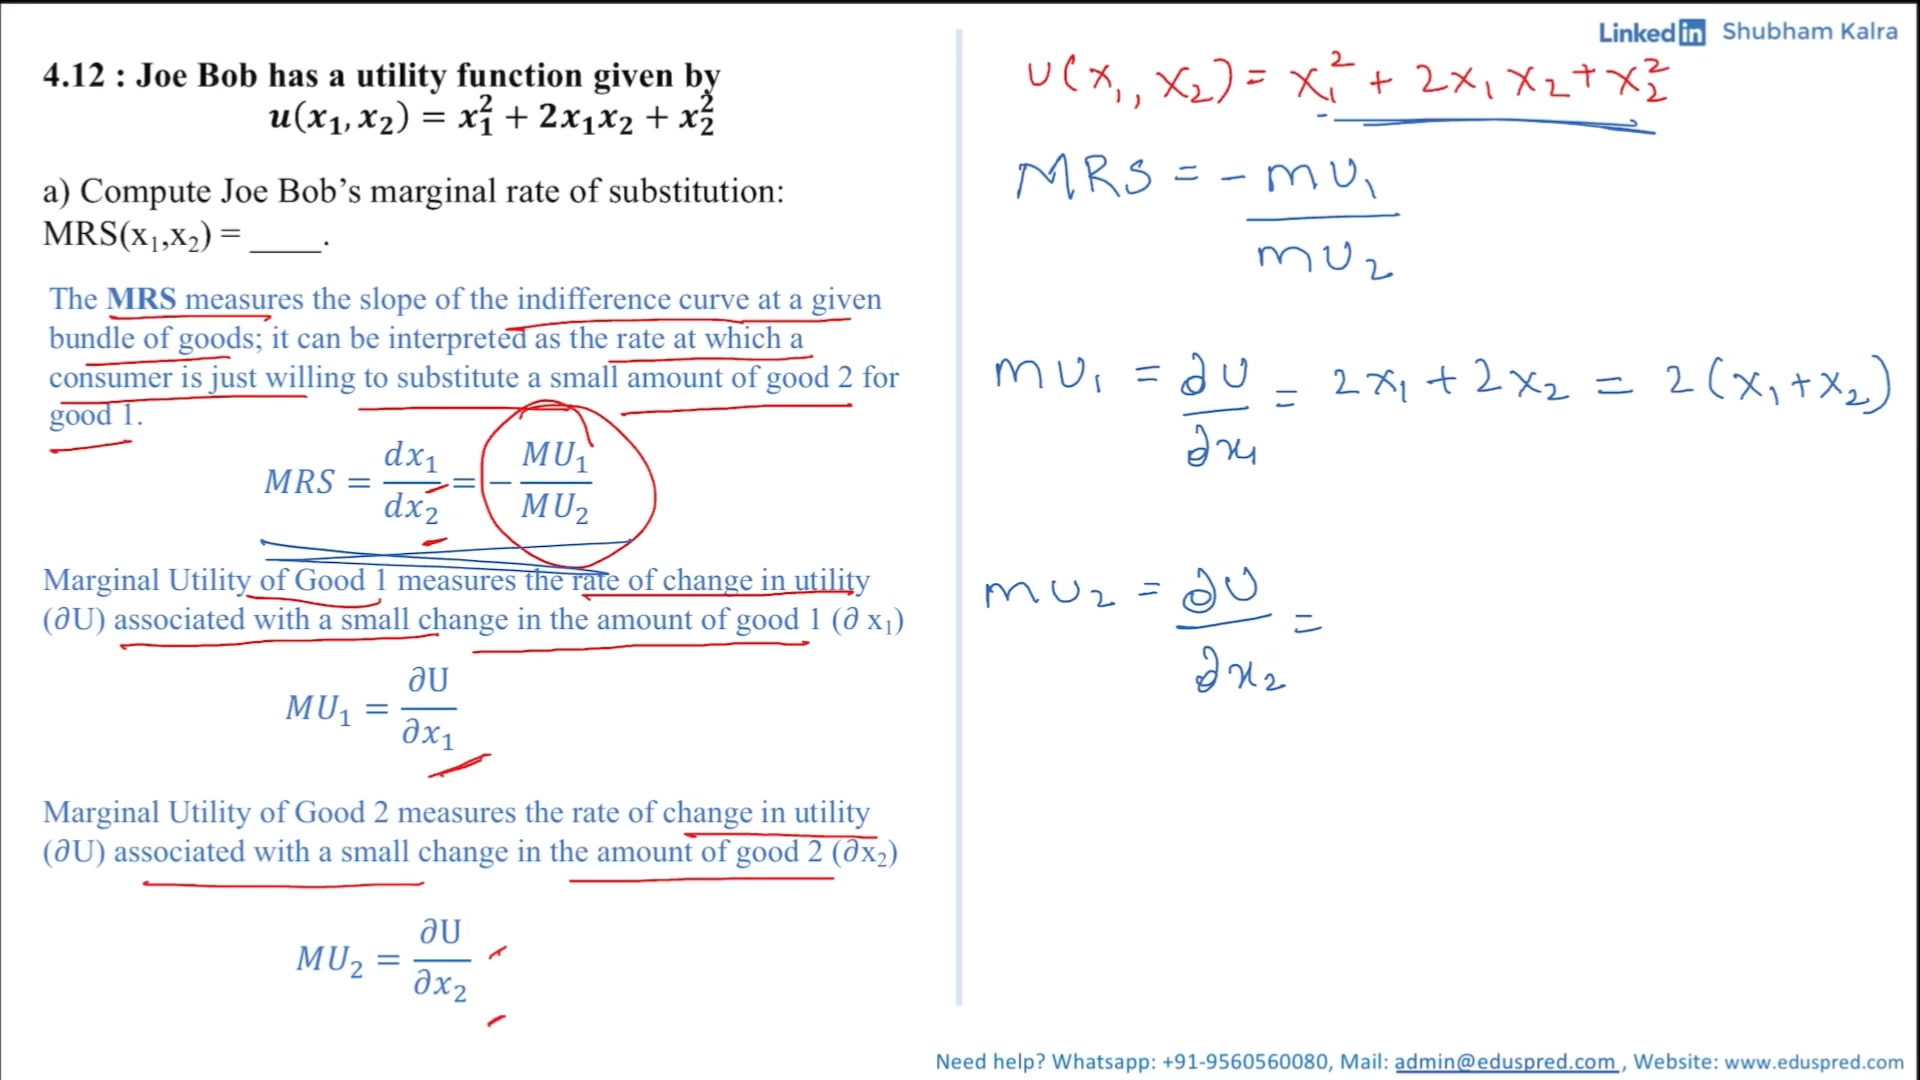 4.12 : Joe Bob has a utility function given by
u(x₁, x₂) = x₁² + 2x₁x₂ + x₂²
a) Compute Joe Bob’s marginal rate of substitution:
MRS(x₁,x₂) = ____.
The MRS measures the slope of the indifference curve at a given
bundle of goods; it can be interpreted as the rate at which a
consumer is just willing to substitute a small amount of good 2 for
good 1.
MRS = dx₁/dx₂ = − MU₁/MU₂
Marginal Utility of Good 1 measures the rate of change in utility
(∂U) associated with a small change in the amount of good 1 (∂ x₁)
MU₁ = ∂U/∂x₁
Marginal Utility of Good 2 measures the rate of change in utility
(∂U) associated with a small change in the amount of good 2 (∂x₂)
MU₂ = ∂U/∂x₂
Linked in Shubham Kalra
U(x₁, x₂) = x₁² + 2x₁x₂ + x₂²
MRS = - MU₁/MU₂
MU₁ = ∂U/∂x₁ = 2x₁ + 2x₂ = 2(x₁+x₂)
MU₂ = ∂U/∂x₂ =
Need help? Whatsapp: +91-9560560080, Mail: admin@eduspred.com , Website: www.eduspred.com